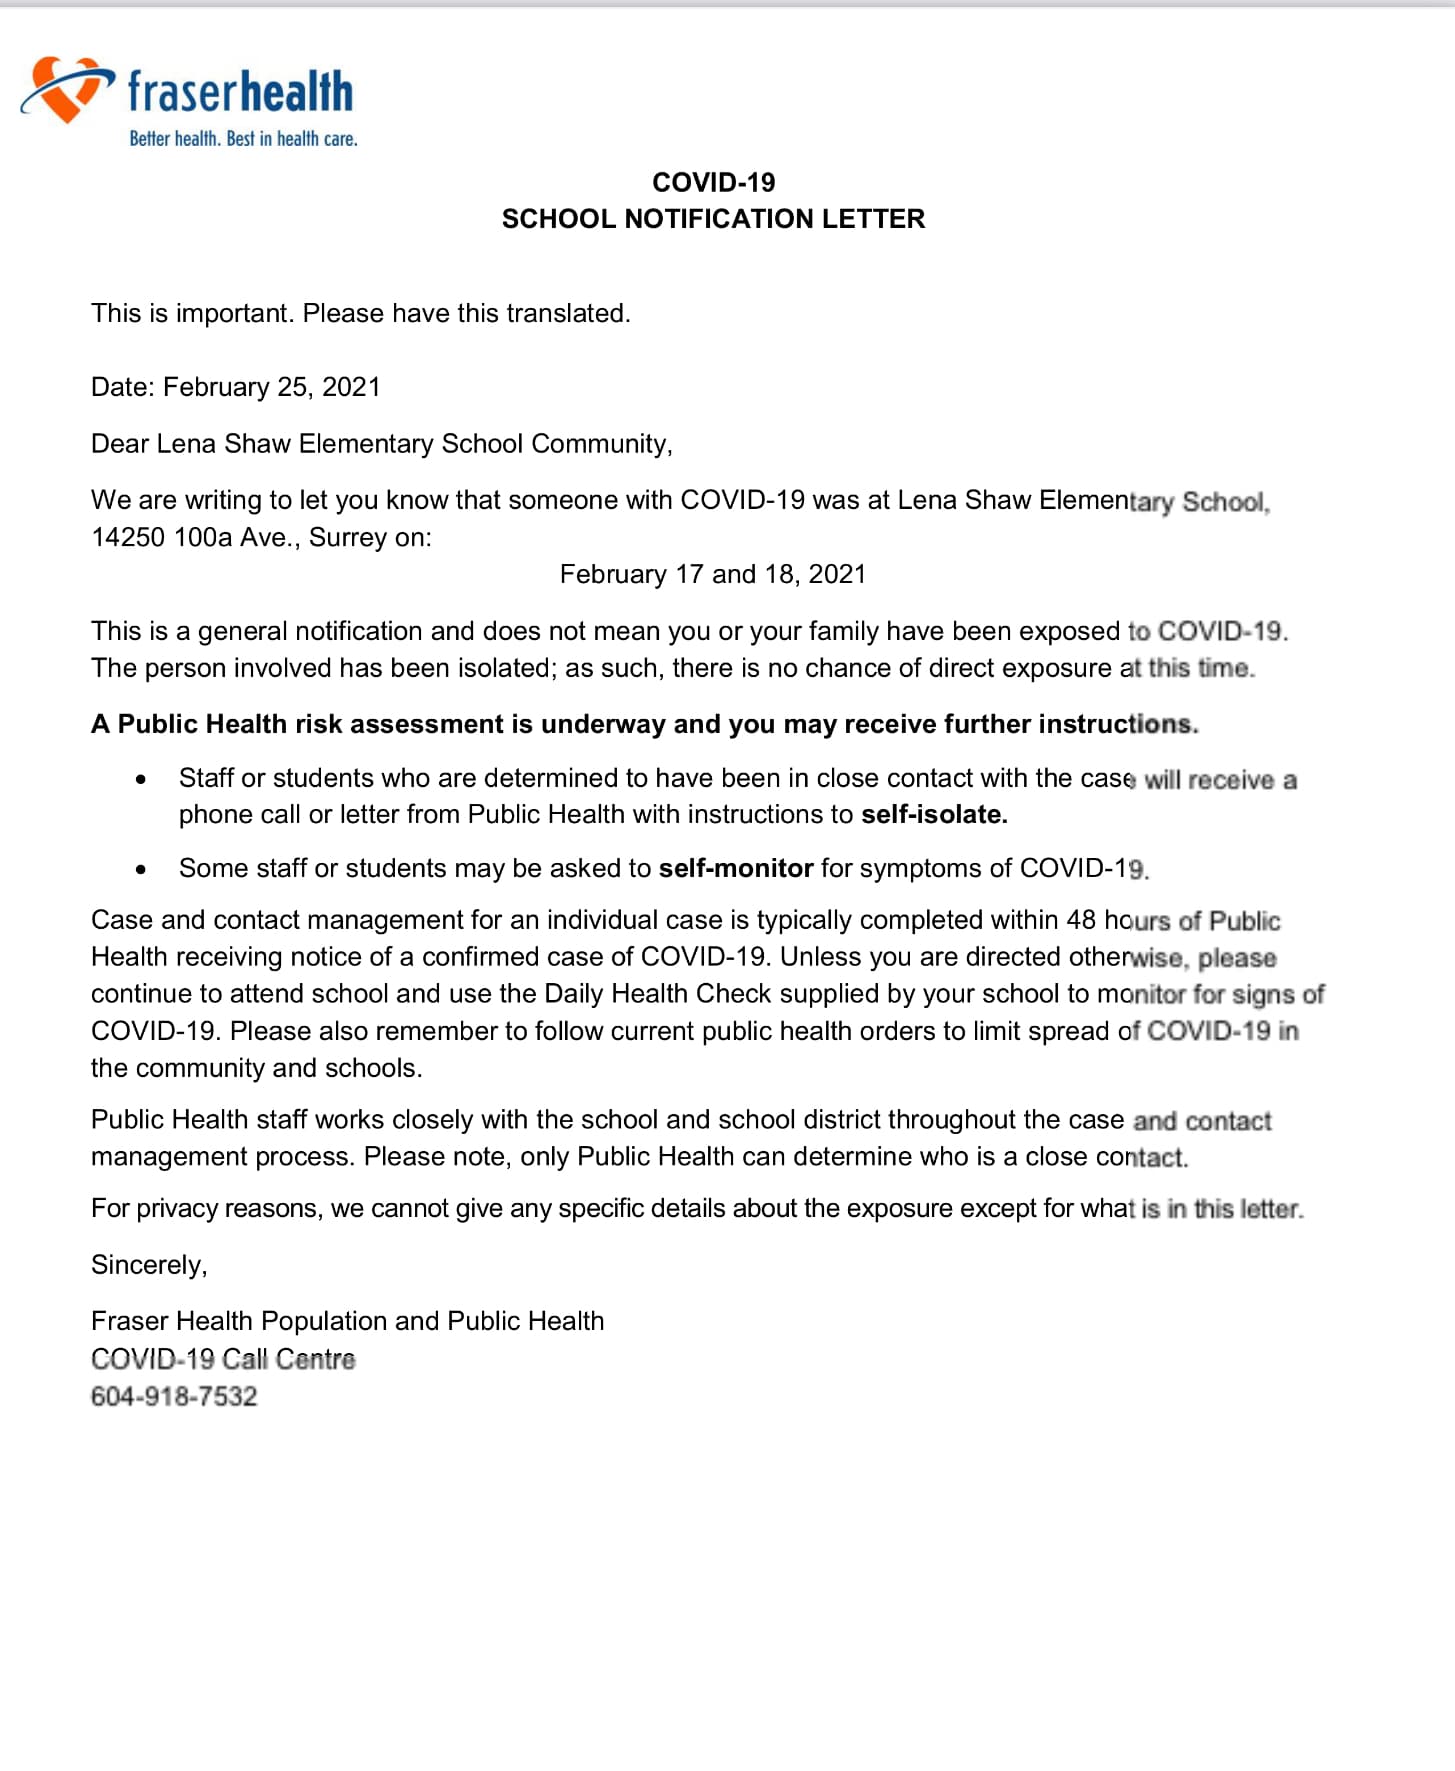 fraserhealth
Better health. Best in health care.
COVID-19
SCHOOL NOTIFICATION LETTER
This is important. Please have this translated.
Date: February 25, 2021
Dear Lena Shaw Elementary School Community,
We are writing to let you know that someone with COVID-19 was at Lena Shaw Elementary School,
14250 100a Ave., Surrey on:
February 17 and 18, 2021
This is a general notification and does not mean you or your family have been exposed to COVID-19.
The person involved has been isolated; as such, there is no chance of direct exposure at this time.
A Public Health risk assessment is underway and you may receive further instructions.
• Staff or students who are determined to have been in close contact with the case will receive a
phone call or letter from Public Health with instructions to self-isolate.
• Some staff or students may be asked to self-monitor for symptoms of COVID-19.
Case and contact management for an individual case is typically completed within 48 hours of Public
Health receiving notice of a confirmed case of COVID-19. Unless you are directed otherwise, please
continue to attend school and use the Daily Health Check supplied by your school to monitor for signs of
COVID-19. Please also remember to follow current public health orders to limit spread of COVID-19 in
the community and schools.
Public Health staff works closely with the school and school district throughout the case and contact
management process. Please note, only Public Health can determine who is a close contact.
For privacy reasons, we cannot give any specific details about the exposure except for what is in this letter.
Sincerely,
Fraser Health Population and Public Health
COVID-19 Call Centre
604-918-7532